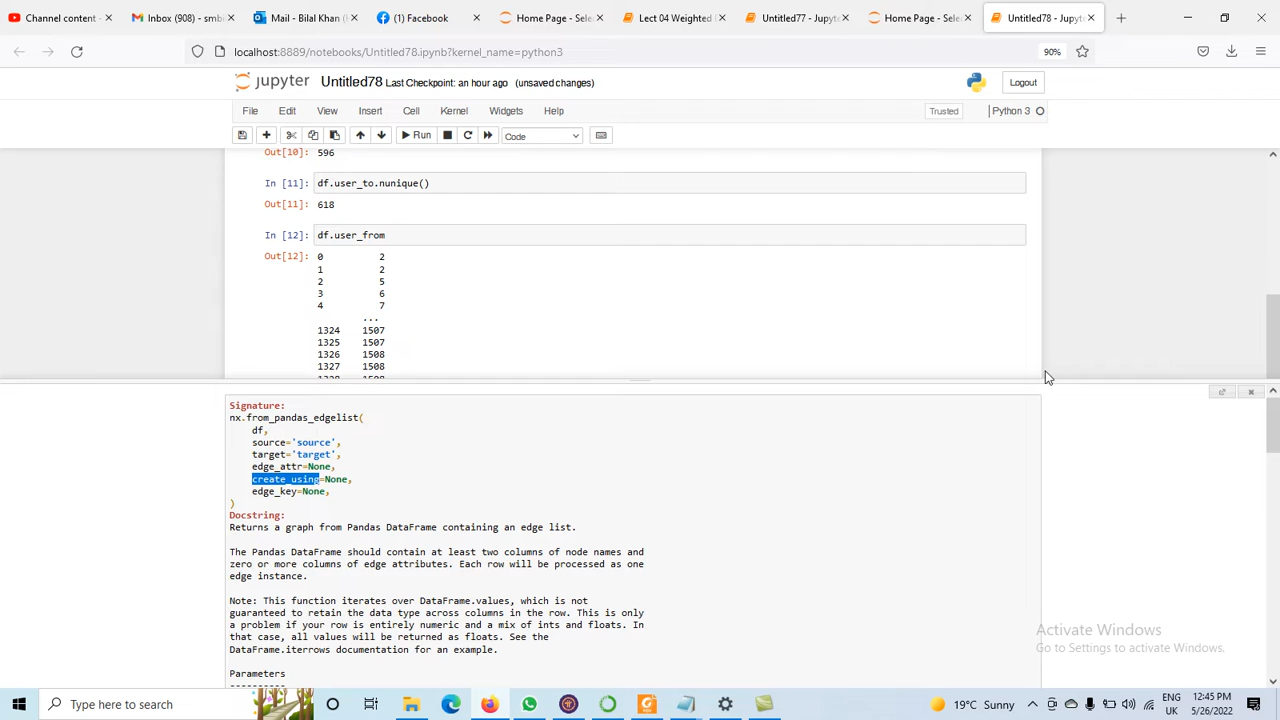 Channel content -
Inbox (908) - smbi
Mail - Bilal Khan (H
(1) Facebook
Home Page - Sele
Lect 04 Weighted
Untitled77 - Jupyte
Home Page - Sele
Untitled78 - Jupyte
localhost:8889/notebooks/Untitled78.ipynb?kernel_name=python3
90%
jupyter Untitled78 Last Checkpoint: an hour ago (unsaved changes)
Logout
File Edit View Insert Cell Kernel Widgets Help
Trusted
Python 3
Run
Code
Out[10]: 596
In [11]: df.user_to.nunique()
Out[11]: 618
In [12]: df.user_from
Out[12]: 0 2
1 2
2 5
3 6
4 7
...
1324 1507
1325 1507
1326 1508
1327 1508
1328 1508
Signature:
nx.from_pandas_edgelist(
df,
source='source',
target='target',
edge_attr=None,
create_using=None,
edge_key=None,
)
Docstring:
Returns a graph from Pandas DataFrame containing an edge list.
The Pandas DataFrame should contain at least two columns of node names and
zero or more columns of edge attributes. Each row will be processed as one
edge instance.
Note: This function iterates over DataFrame.values, which is not
guaranteed to retain the data type across columns in the row. This is only
a problem if your row is entirely numeric and a mix of ints and floats. In
that case, all values will be returned as floats. See the
DataFrame.iterrows documentation for an example.
Parameters
----------
Activate Windows
Go to Settings to activate Windows.
Type here to search
19°C Sunny
ENG
UK
12:45 PM
5/26/2022